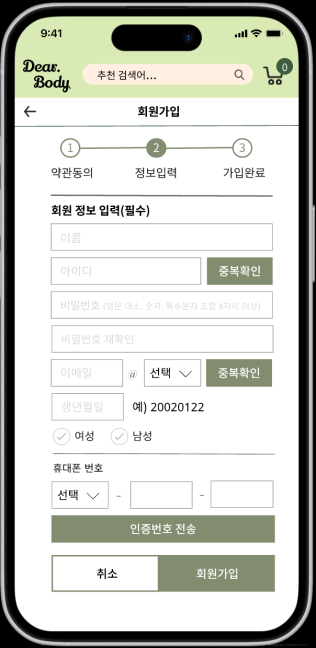 9:41
Dear.
Body
추천 검색어...
0
회원가입
1 2 3
약관동의 정보입력 가입완료
회원 정보 입력(필수)
이름
아이디 중복확인
비밀번호 (영문 대소, 숫자, 특수문자 조합 8자리 이상)
비밀번호 재확인
이메일 @ 선택 중복확인
생년월일 예) 20020122
여성 남성
휴대폰 번호
선택 - -
인증번호 전송
취소 회원가입